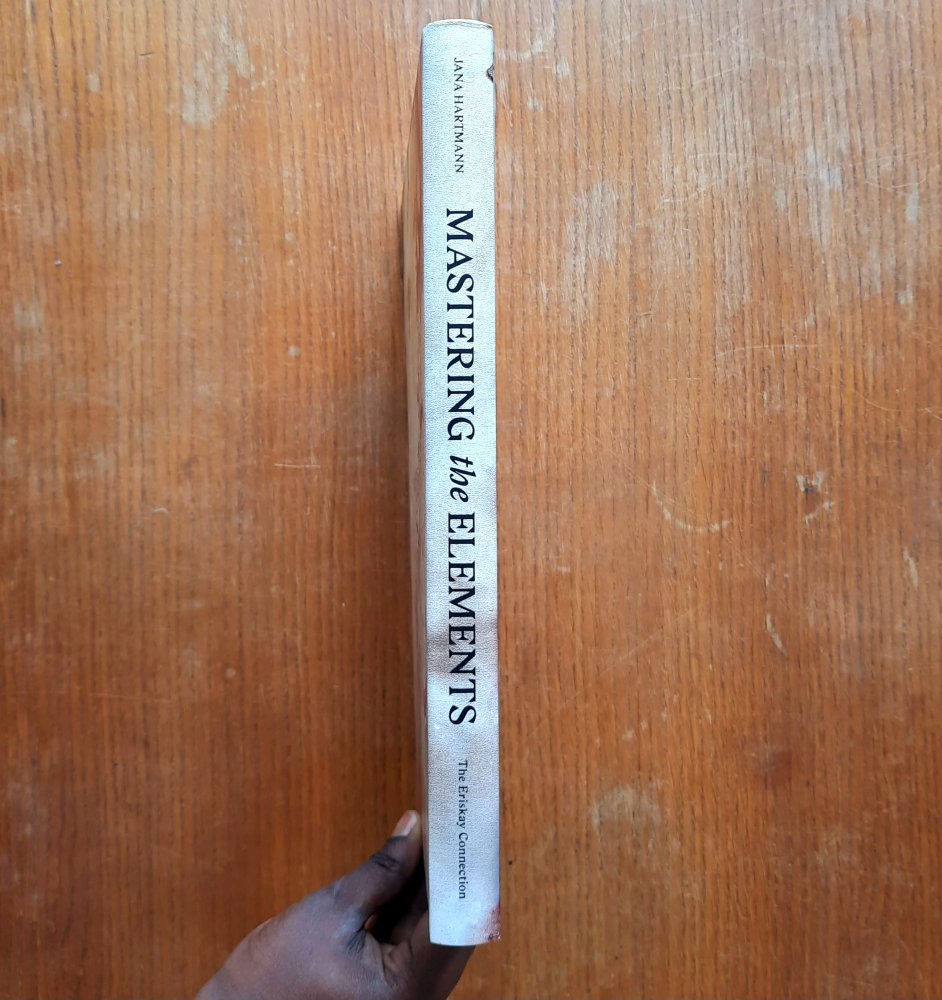 JANA HARTMANN
MASTERING the ELEMENTS
The Eriskay Connection